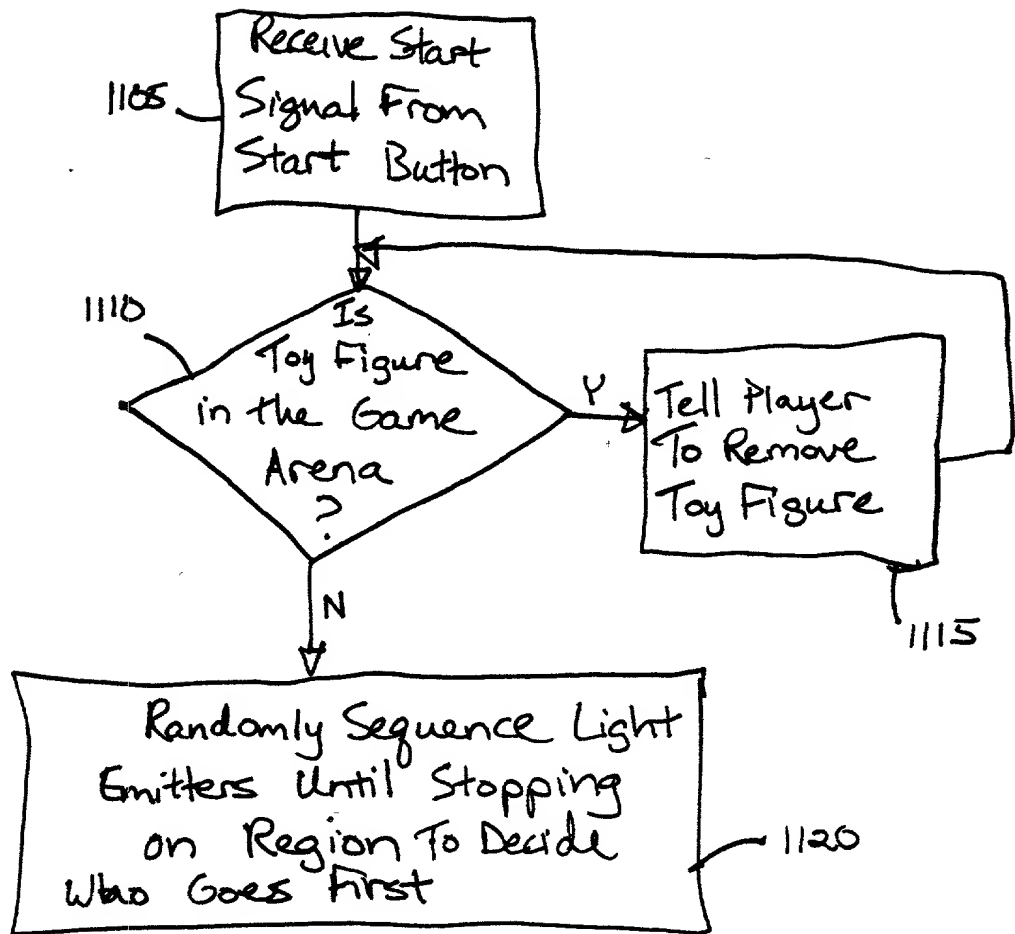 Receive Start
1105
Signal From
Start Button
1110
Is
Toy Figure
in the Game
Arena
?
Y
Tell Player
To Remove
Toy Figure
1115
N
Randomly Sequence Light
Emitters Until Stopping
on Region To Decide
Who Goes First
1120